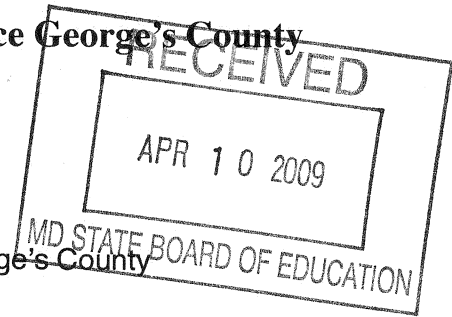 ce George's County
RECEIVED
APR 10 2009
MD STATE BOARD OF EDUCATION
ge's County